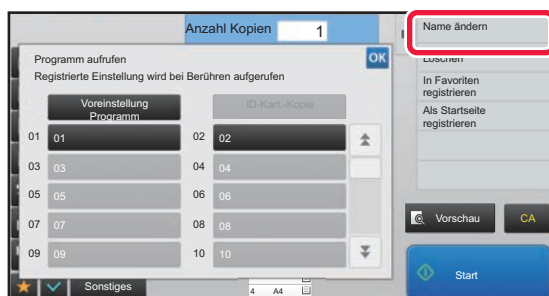 Anzahl Kopien 1
Name ändern
Löschen
In Favoriten
registrieren
Als Startseite
registrieren
Programm aufrufen
OK
Registrierte Einstellung wird bei Berühren aufgerufen
Voreinstellung
Programm
ID-Kart.-Kopie
01 01
02 02
03 03
04 04
05 05
06 06
07 07
08 08
09 09
10 10
Vorschau
CA
Start
Sonstiges
4 A4